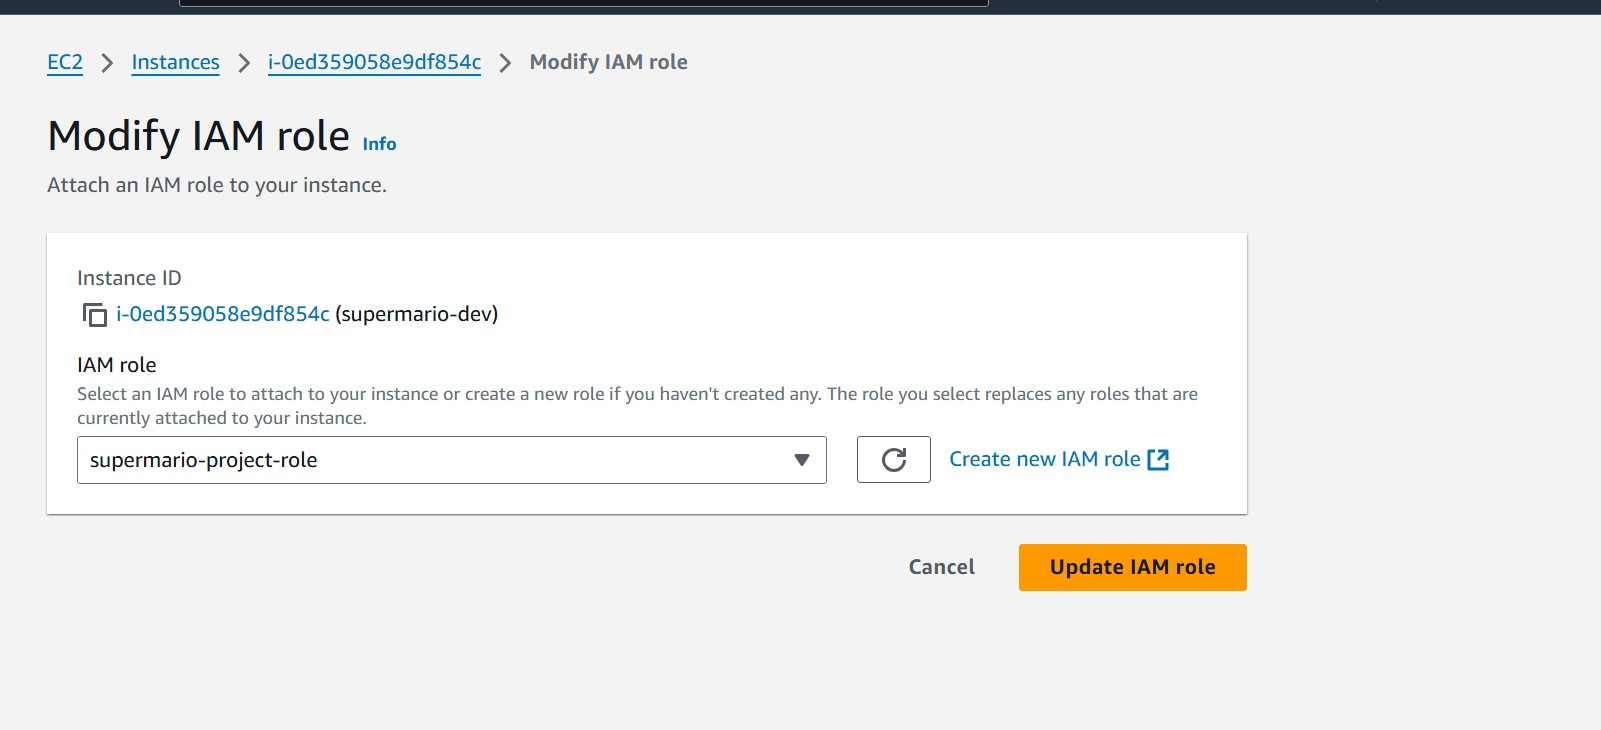 EC2 > Instances > i-0ed359058e9df854c > Modify IAM role
Modify IAM role Info
Attach an IAM role to your instance.
Instance ID
i-0ed359058e9df854c (supermario-dev)
IAM role
Select an IAM role to attach to your instance or create a new role if you haven't created any. The role you select replaces any roles that are
currently attached to your instance.
supermario-project-role
Create new IAM role
Cancel
Update IAM role